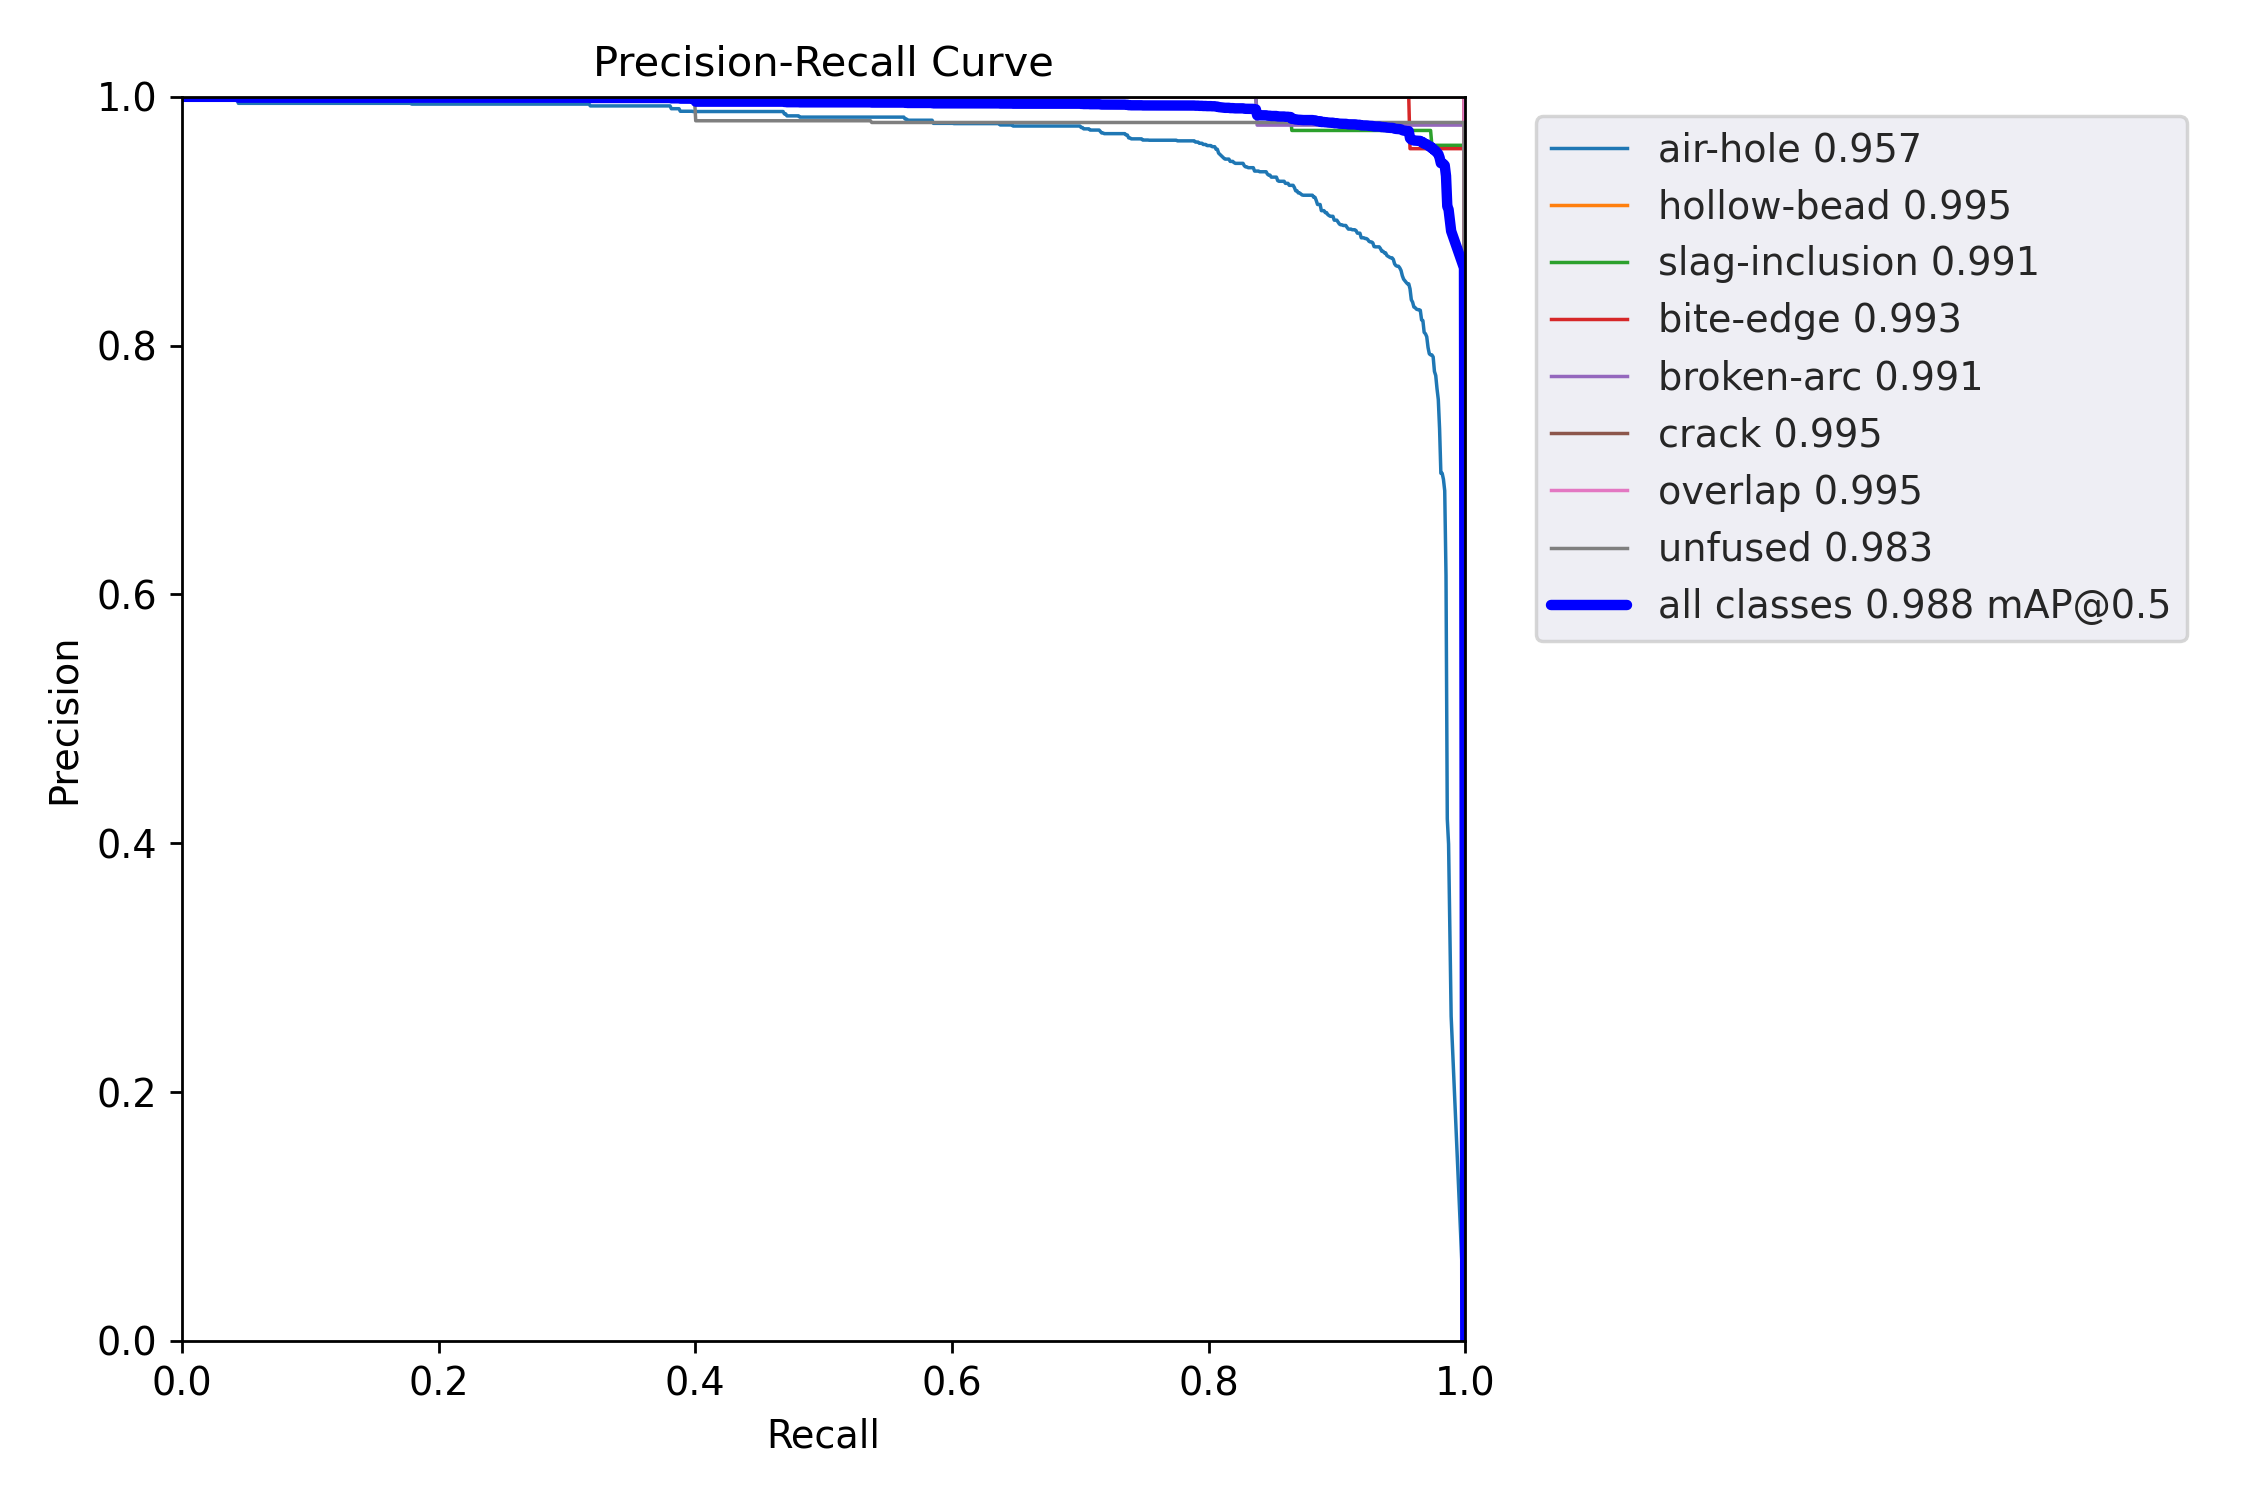 Precision-Recall Curve
1.0
0.8
0.6
0.4
0.2
0.0
Precision
0.0 0.2 0.4 0.6 0.8 1.0
Recall
air-hole 0.957
hollow-bead 0.995
slag-inclusion 0.991
bite-edge 0.993
broken-arc 0.991
crack 0.995
overlap 0.995
unfused 0.983
all classes 0.988 mAP@0.5